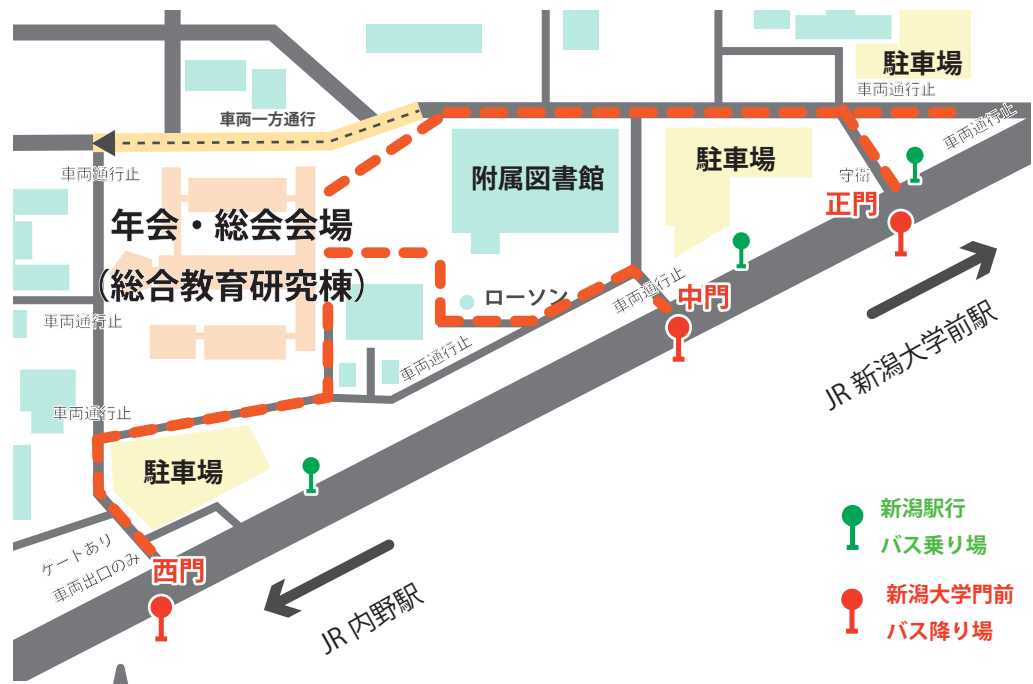 駐車場
車両通行止
車両一方通行
車両通行止
車両通行止
附属図書館
駐車場
守衛
正門
年会・総会会場
（総合教育研究棟）
ローソン
車両通行止
中門
車両通行止
車両通行止
JR 新潟大学前駅
車両通行止
駐車場
新潟駅行
バス乗り場
ゲートあり
車両出口のみ
西門
JR 内野駅
新潟大学門前
バス降り場